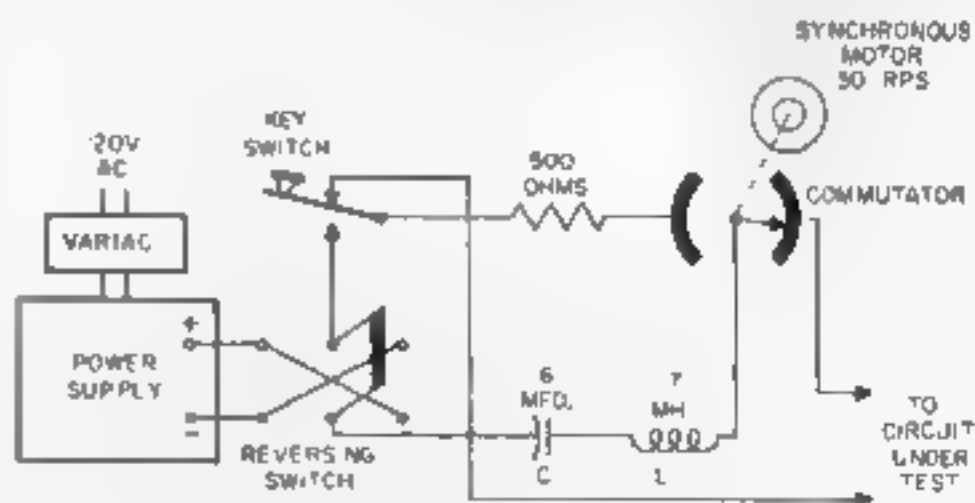 SYNCHRONOUS
MOTOR
30 RPS
KEY
SWITCH
120V
AC
500
OHMS
COMMUTATOR
VARIAC
+
POWER
SUPPLY
-
REVERSING
SWITCH
6
MFD.
C
7
MH
L
TO
CIRCUIT
UNDER
TEST